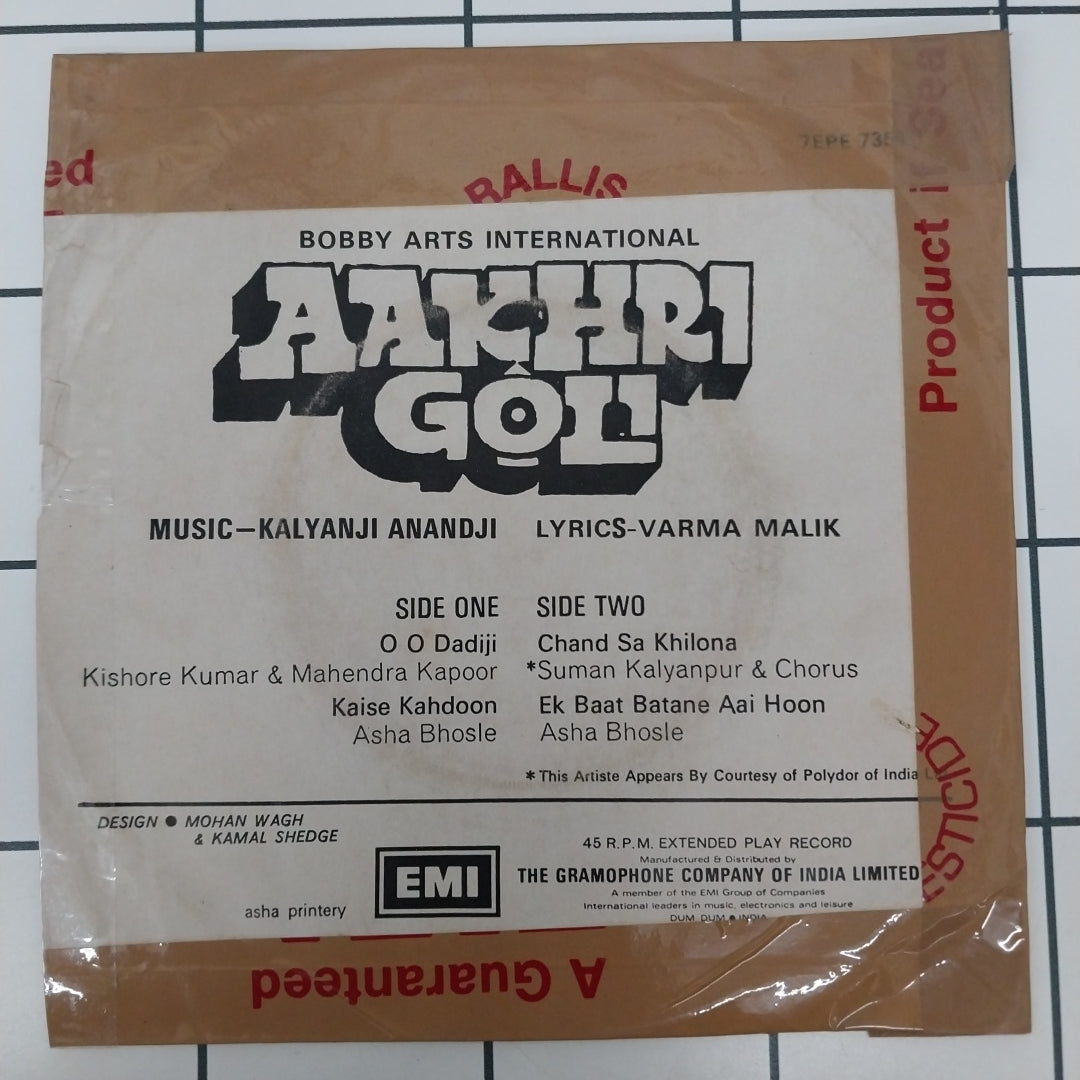 7EPE 735
ed
RALLIS
Product in Sea
BOBBY ARTS INTERNATIONAL
AAKHRI
GOLI
MUSIC—KALYANJI ANANDJI
LYRICS-VARMA MALIK
SIDE ONE
O O Dadiji
Kishore Kumar & Mahendra Kapoor
Kaise Kahdoon
Asha Bhosle
SIDE TWO
Chand Sa Khilona
*Suman Kalyanpur & Chorus
Ek Baat Batane Aai Hoon
Asha Bhosle
* This Artiste Appears By Courtesy of Polydor of India L
DESIGN ● MOHAN WAGH
& KAMAL SHEDGE
asha printery
EMI
45 R.P.M. EXTENDED PLAY RECORD
Manufactured & Distributed by
THE GRAMOPHONE COMPANY OF INDIA LIMITED
A member of the EMI Group of Companies
International leaders in music, electronics and leisure
DUM DUM ● INDIA
STICIDE
A Guaranteed